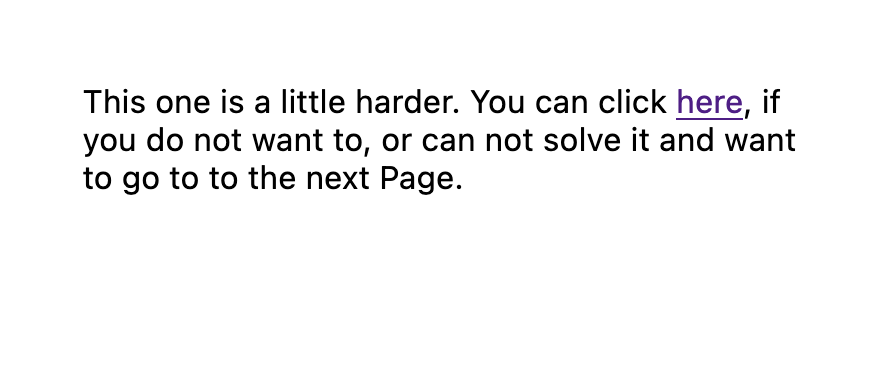 This one is a little harder. You can click here, if
you do not want to, or can not solve it and want
to go to to the next Page.